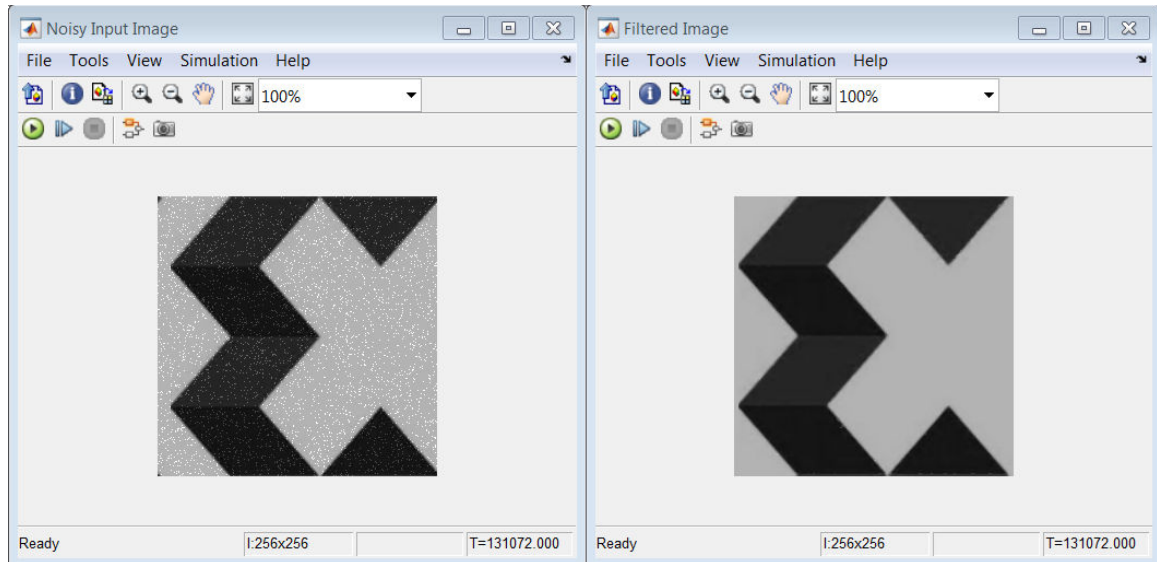 Noisy Input Image
File Tools View Simulation Help
100%
Ready I:256x256 T=131072.000
Filtered Image
File Tools View Simulation Help
100%
Ready I:256x256 T=131072.000